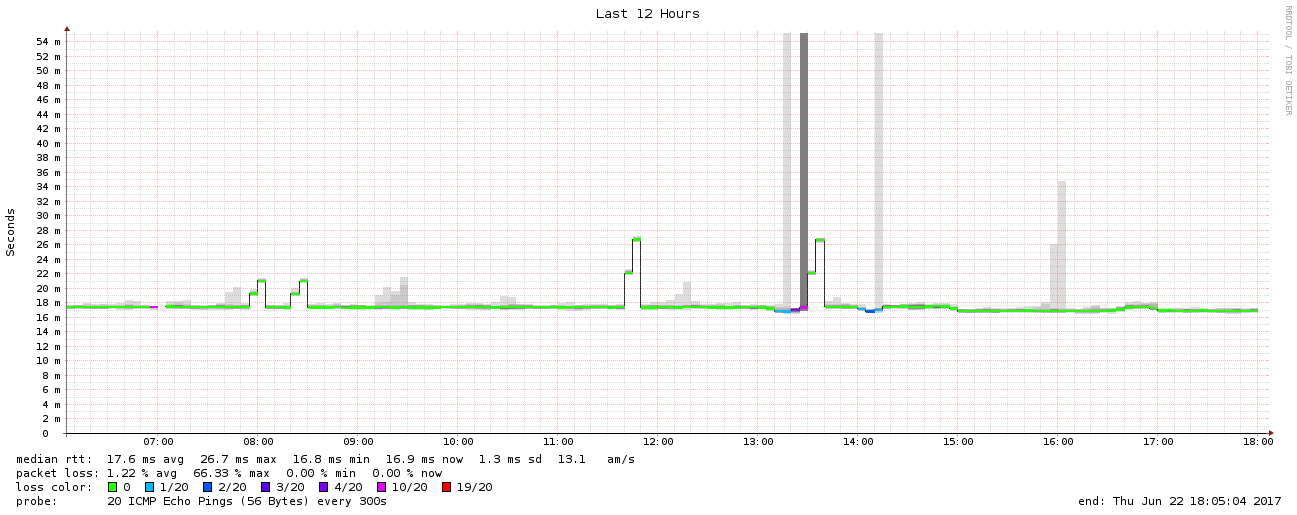 Last 12 Hours
RRDTOOL / TOBI OETIKER
Seconds
54 m
52 m
50 m
48 m
46 m
44 m
42 m
40 m
38 m
36 m
34 m
32 m
30 m
28 m
26 m
24 m
22 m
20 m
18 m
16 m
14 m
12 m
10 m
8 m
6 m
4 m
2 m
0
07:00 08:00 09:00 10:00 11:00 12:00 13:00 14:00 15:00 16:00 17:00 18:00
median rtt: 17.6 ms avg 26.7 ms max 16.8 ms min 16.9 ms now 1.3 ms sd 13.1 am/s
packet loss: 1.22 % avg 66.33 % max 0.00 % min 0.00 % now
loss color: 0 1/20 2/20 3/20 4/20 10/20 19/20
probe: 20 ICMP Echo Pings (56 Bytes) every 300s end: Thu Jun 22 18:05:04 2017